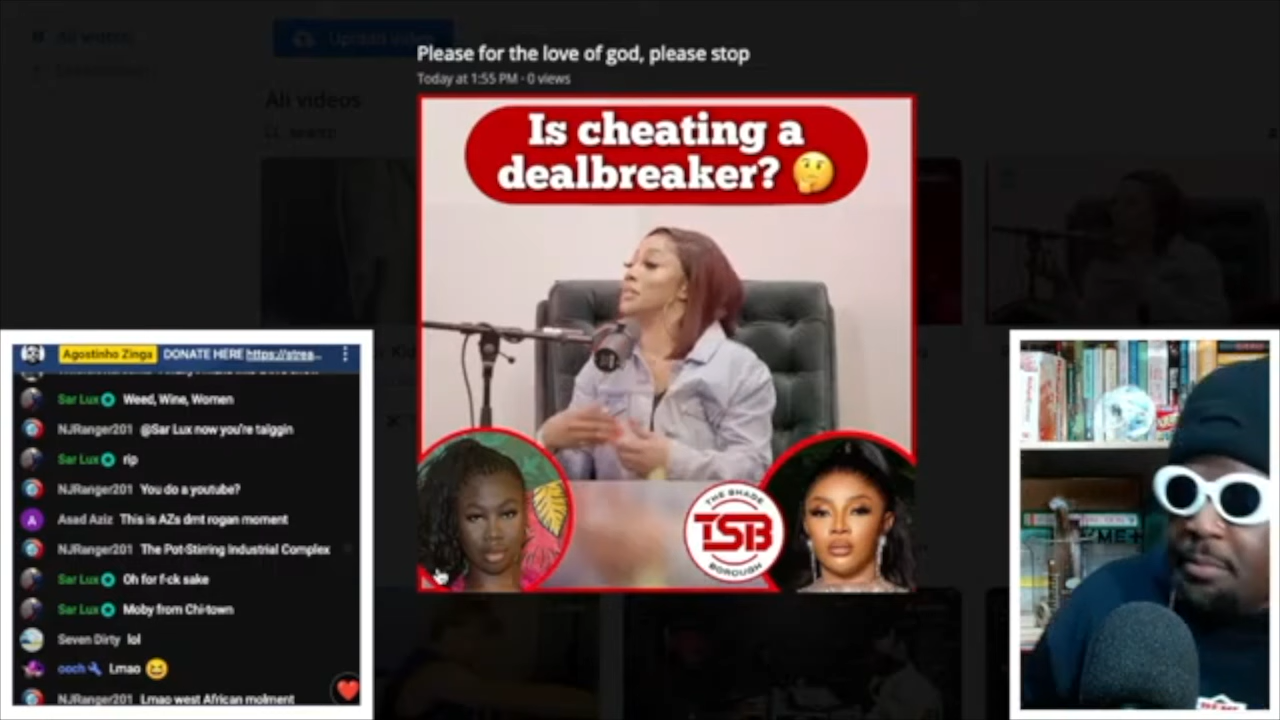 All videos
Upload video
Please for the love of god, please stop
Today at 1:55 PM · 0 views
All videos
Is cheating a
dealbreaker? 🤔
THE SHADE
TSB
BOROUGH
Agostinho Zinga DONATE HERE https://strea...
Sar Lux Weed, Wine, Women
NJRanger201 @Sar Lux now you're talggin
Sar Lux rip
NJRanger201 You do a youtube?
A Asad Aziz This is AZs dmt rogan moment
NJRanger201 The Pot-Stirring Industrial Complex
Sar Lux Oh for f-ck sake
Sar Lux Moby from Chi-town
Seven Dirty lol
ooch Lmao 😆
NJRanger201 Lmao west African molment